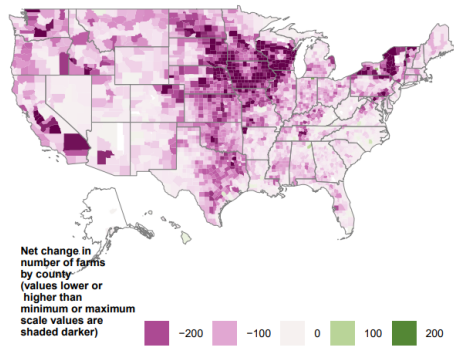 Net change in
number of farms
by county
(values lower or
higher than
minimum or maximum
scale values are
shaded darker)
−200 −100 0 100 200